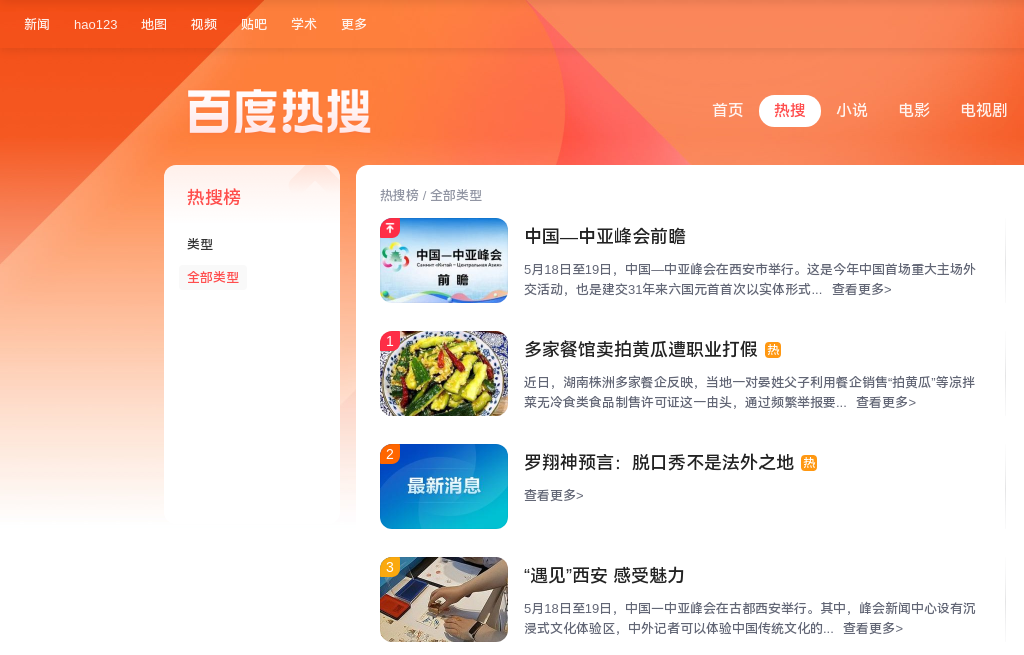 新闻 hao123 地图 视频 贴吧 学术 更多
百度热搜
首页 热搜 小说 电影 电视剧
热搜榜
类型
全部类型
热搜榜 / 全部类型
中国—中亚峰会
Саммит «Китай – Центральная Азия»
前 瞻
中国—中亚峰会前瞻
5月18日至19日，中国—中亚峰会在西安市举行。这是今年中国首场重大主场外
交活动，也是建交31年来六国元首首次以实体形式... 查看更多>
1
多家餐馆卖拍黄瓜遭职业打假 热
近日，湖南株洲多家餐企反映，当地一对晏姓父子利用餐企销售“拍黄瓜”等凉拌
菜无冷食类食品制售许可证这一由头，通过频繁举报要... 查看更多>
2
最新消息
罗翔神预言：脱口秀不是法外之地 热
查看更多>
3
“遇见”西安 感受魅力
5月18日至19日，中国一中亚峰会在古都西安举行。其中，峰会新闻中心设有沉
浸式文化体验区，中外记者可以体验中国传统文化的... 查看更多>